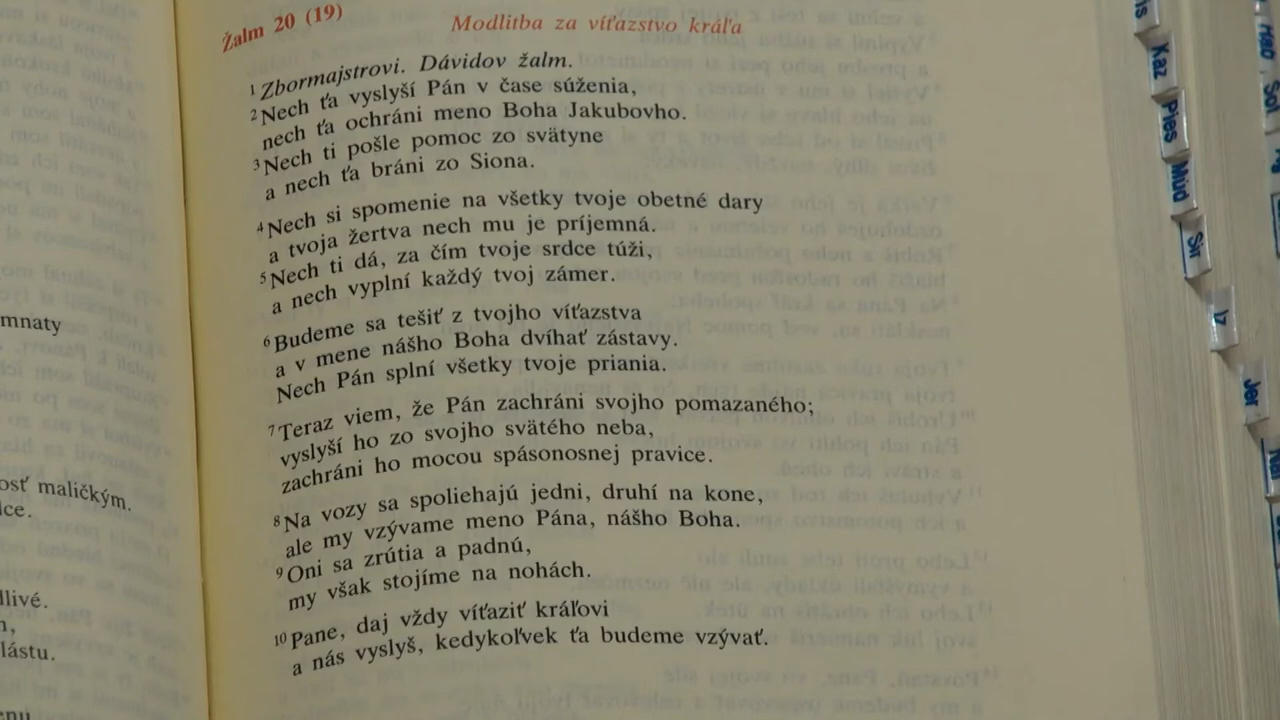 mnaty
osť maličkým.
dlivé.
lástu.
Žalm 20 (19)
Modlitba za víťazstvo kráľa
1 Zbormajstrovi. Dávidov žalm.
2 Nech ťa vyslyší Pán v čase súženia,
nech ťa ochráni meno Boha Jakubovho.
3 Nech ti pošle pomoc zo svätyne
a nech ťa bráni zo Siona.
4 Nech si spomenie na všetky tvoje obetné dary
a tvoja žertva nech mu je príjemná.
5 Nech ti dá, za čím tvoje srdce túži,
a nech vyplní každý tvoj zámer.
6 Budeme sa tešiť z tvojho víťazstva
a v mene nášho Boha dvíhať zástavy.
Nech Pán splní všetky tvoje priania.
7 Teraz viem, že Pán zachráni svojho pomazaného;
vyslyší ho zo svojho svätého neba,
zachráni ho mocou spásonosnej pravice.
8 Na vozy sa spoliehajú jedni, druhí na kone,
ale my vzývame meno Pána, nášho Boha.
9 Oni sa zrútia a padnú,
my však stojíme na nohách.
10 Pane, daj vždy víťaziť kráľovi
a nás vyslyš, kedykoľvek ťa budeme vzývať.
Kaz
Pies
Múd
Sir
Iz
Jer